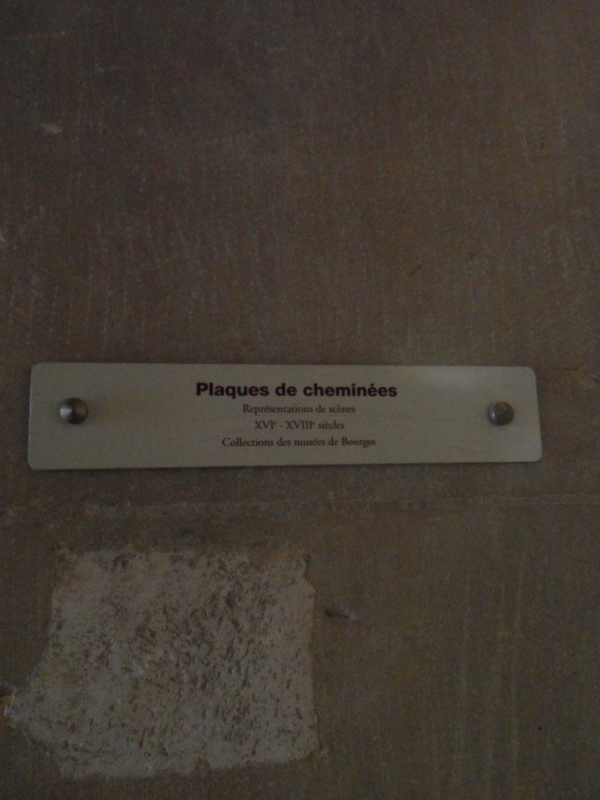 Plaques de cheminées
Représentations de scènes
XVIᵉ - XVIIIᵉ siècles
Collections des musées de Bourges